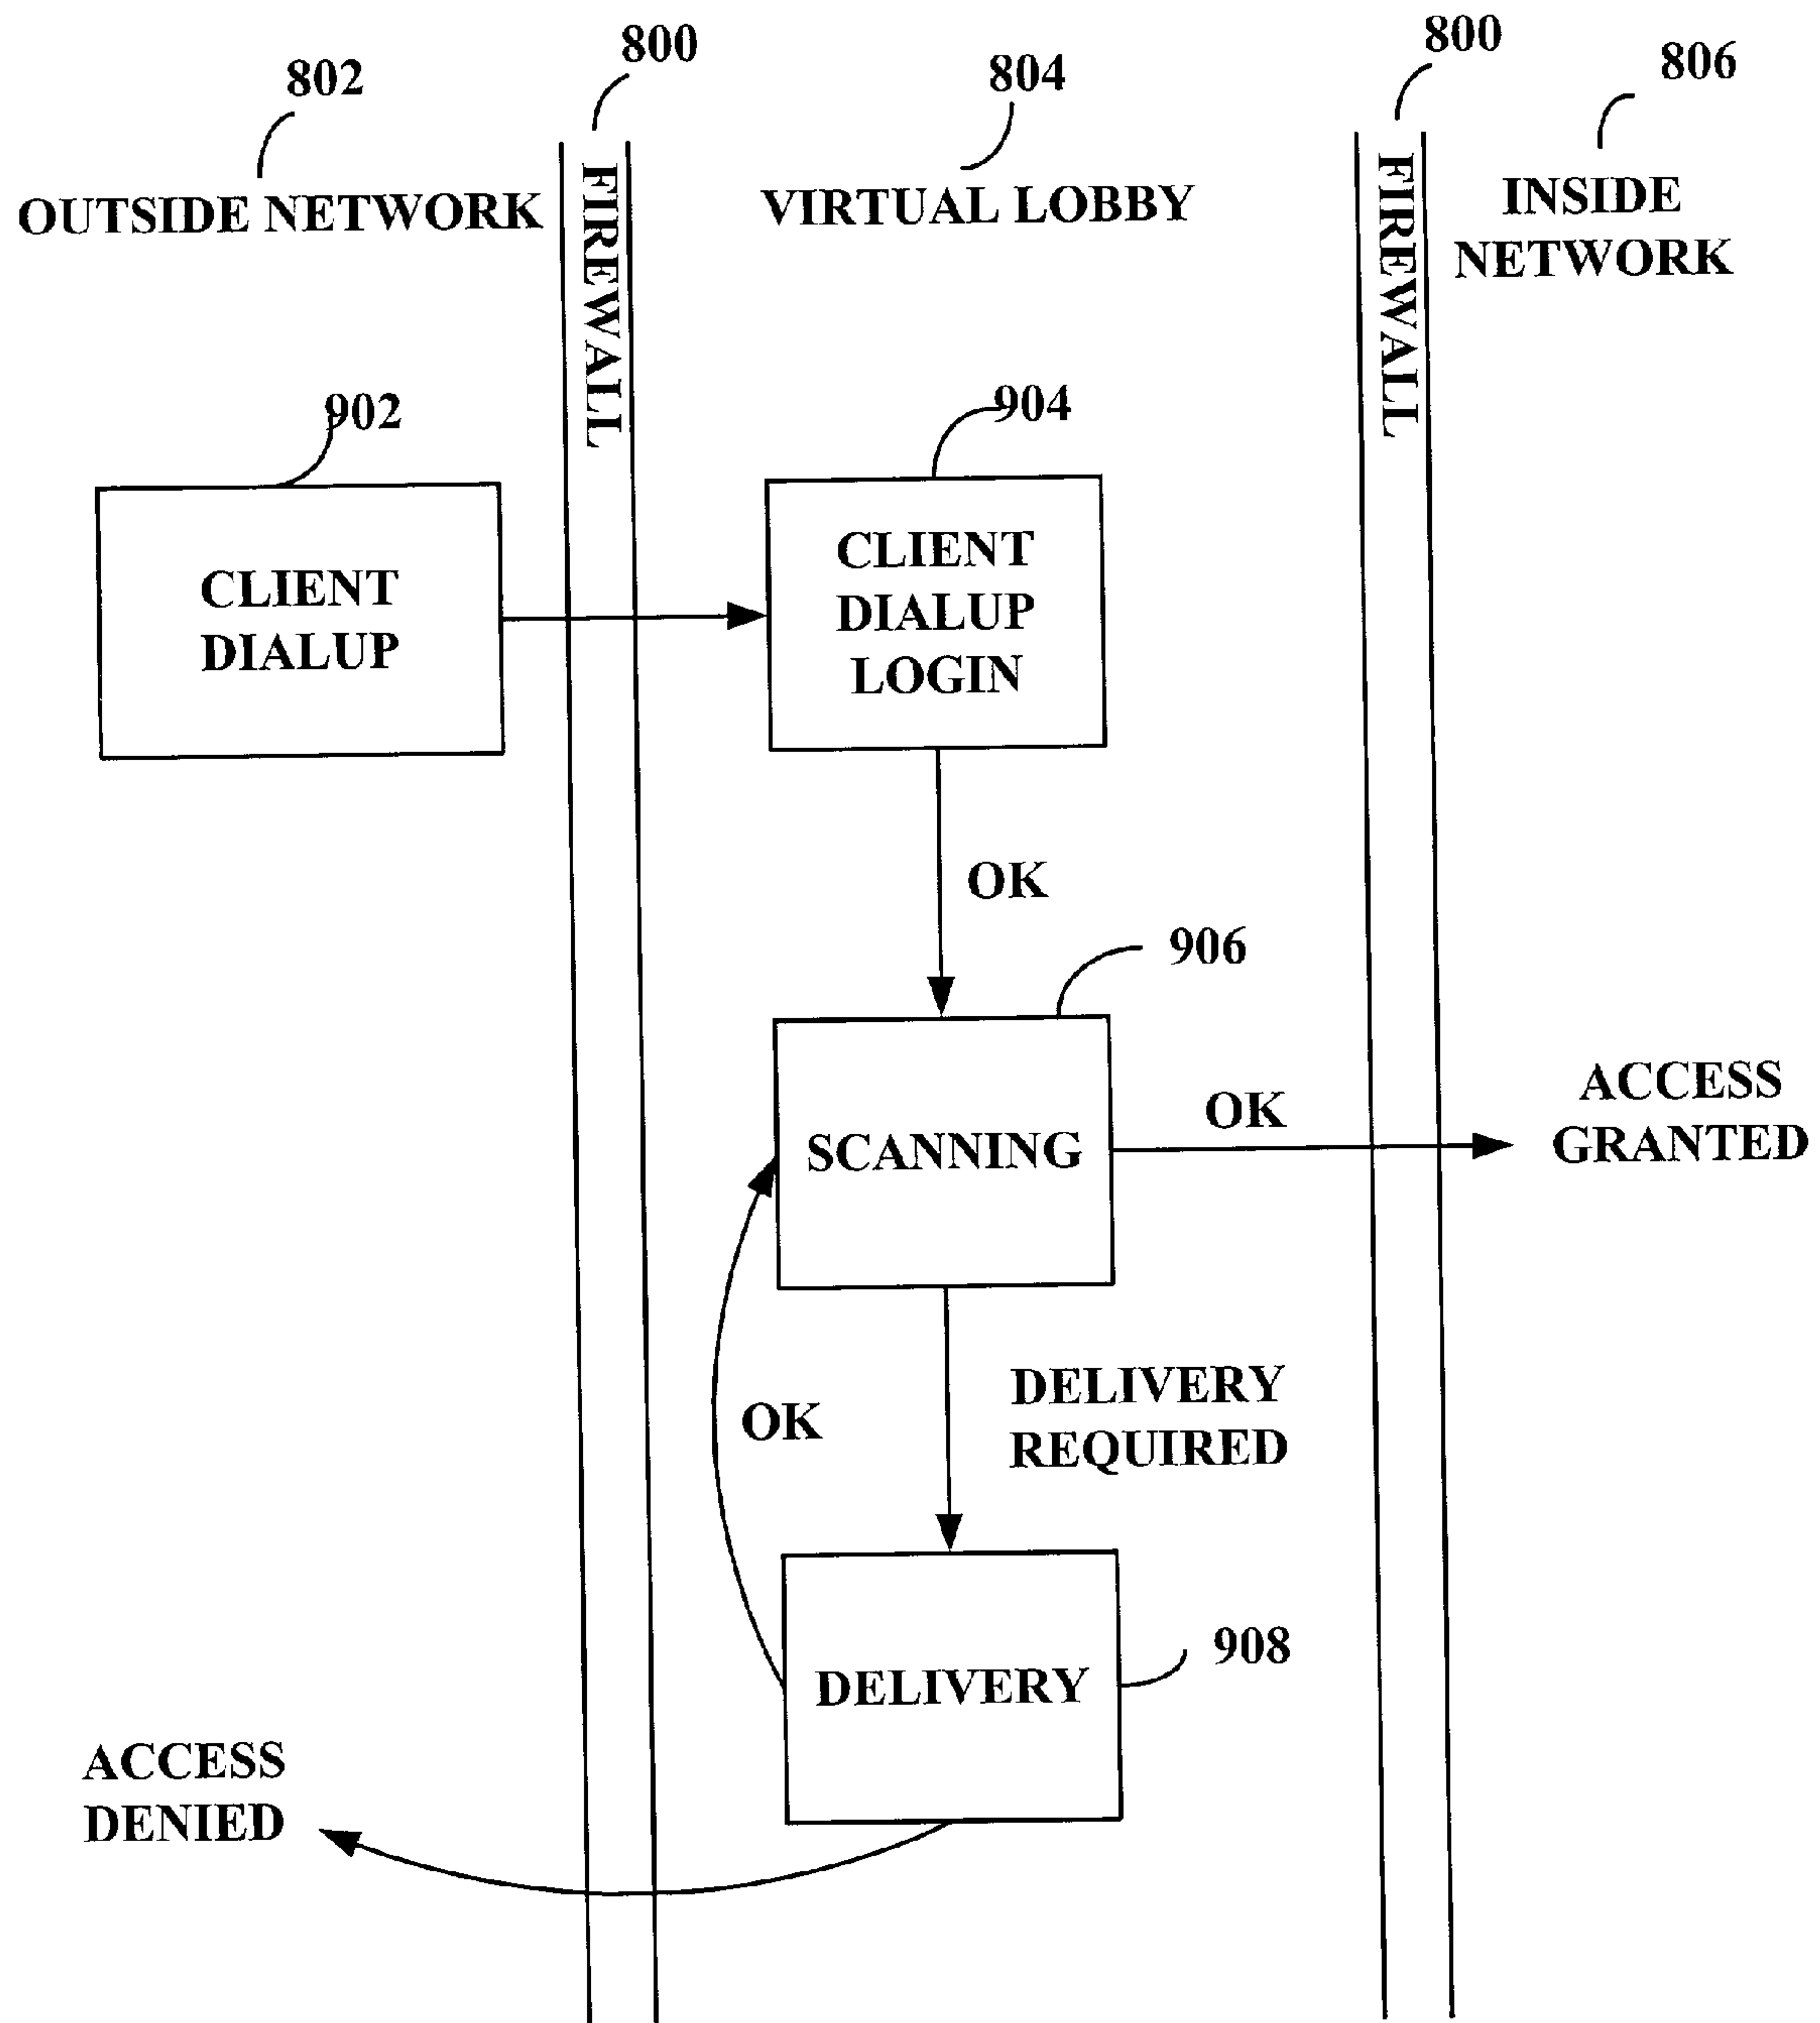 802
800
804
800
806
OUTSIDE NETWORK
FIREWALL
VIRTUAL LOBBY
FIREWALL
INSIDE
NETWORK
902
904
CLIENT
DIALUP
CLIENT
DIALUP
LOGIN
OK
906
SCANNING
OK
ACCESS
GRANTED
OK
DELIVERY
REQUIRED
908
DELIVERY
ACCESS
DENIED